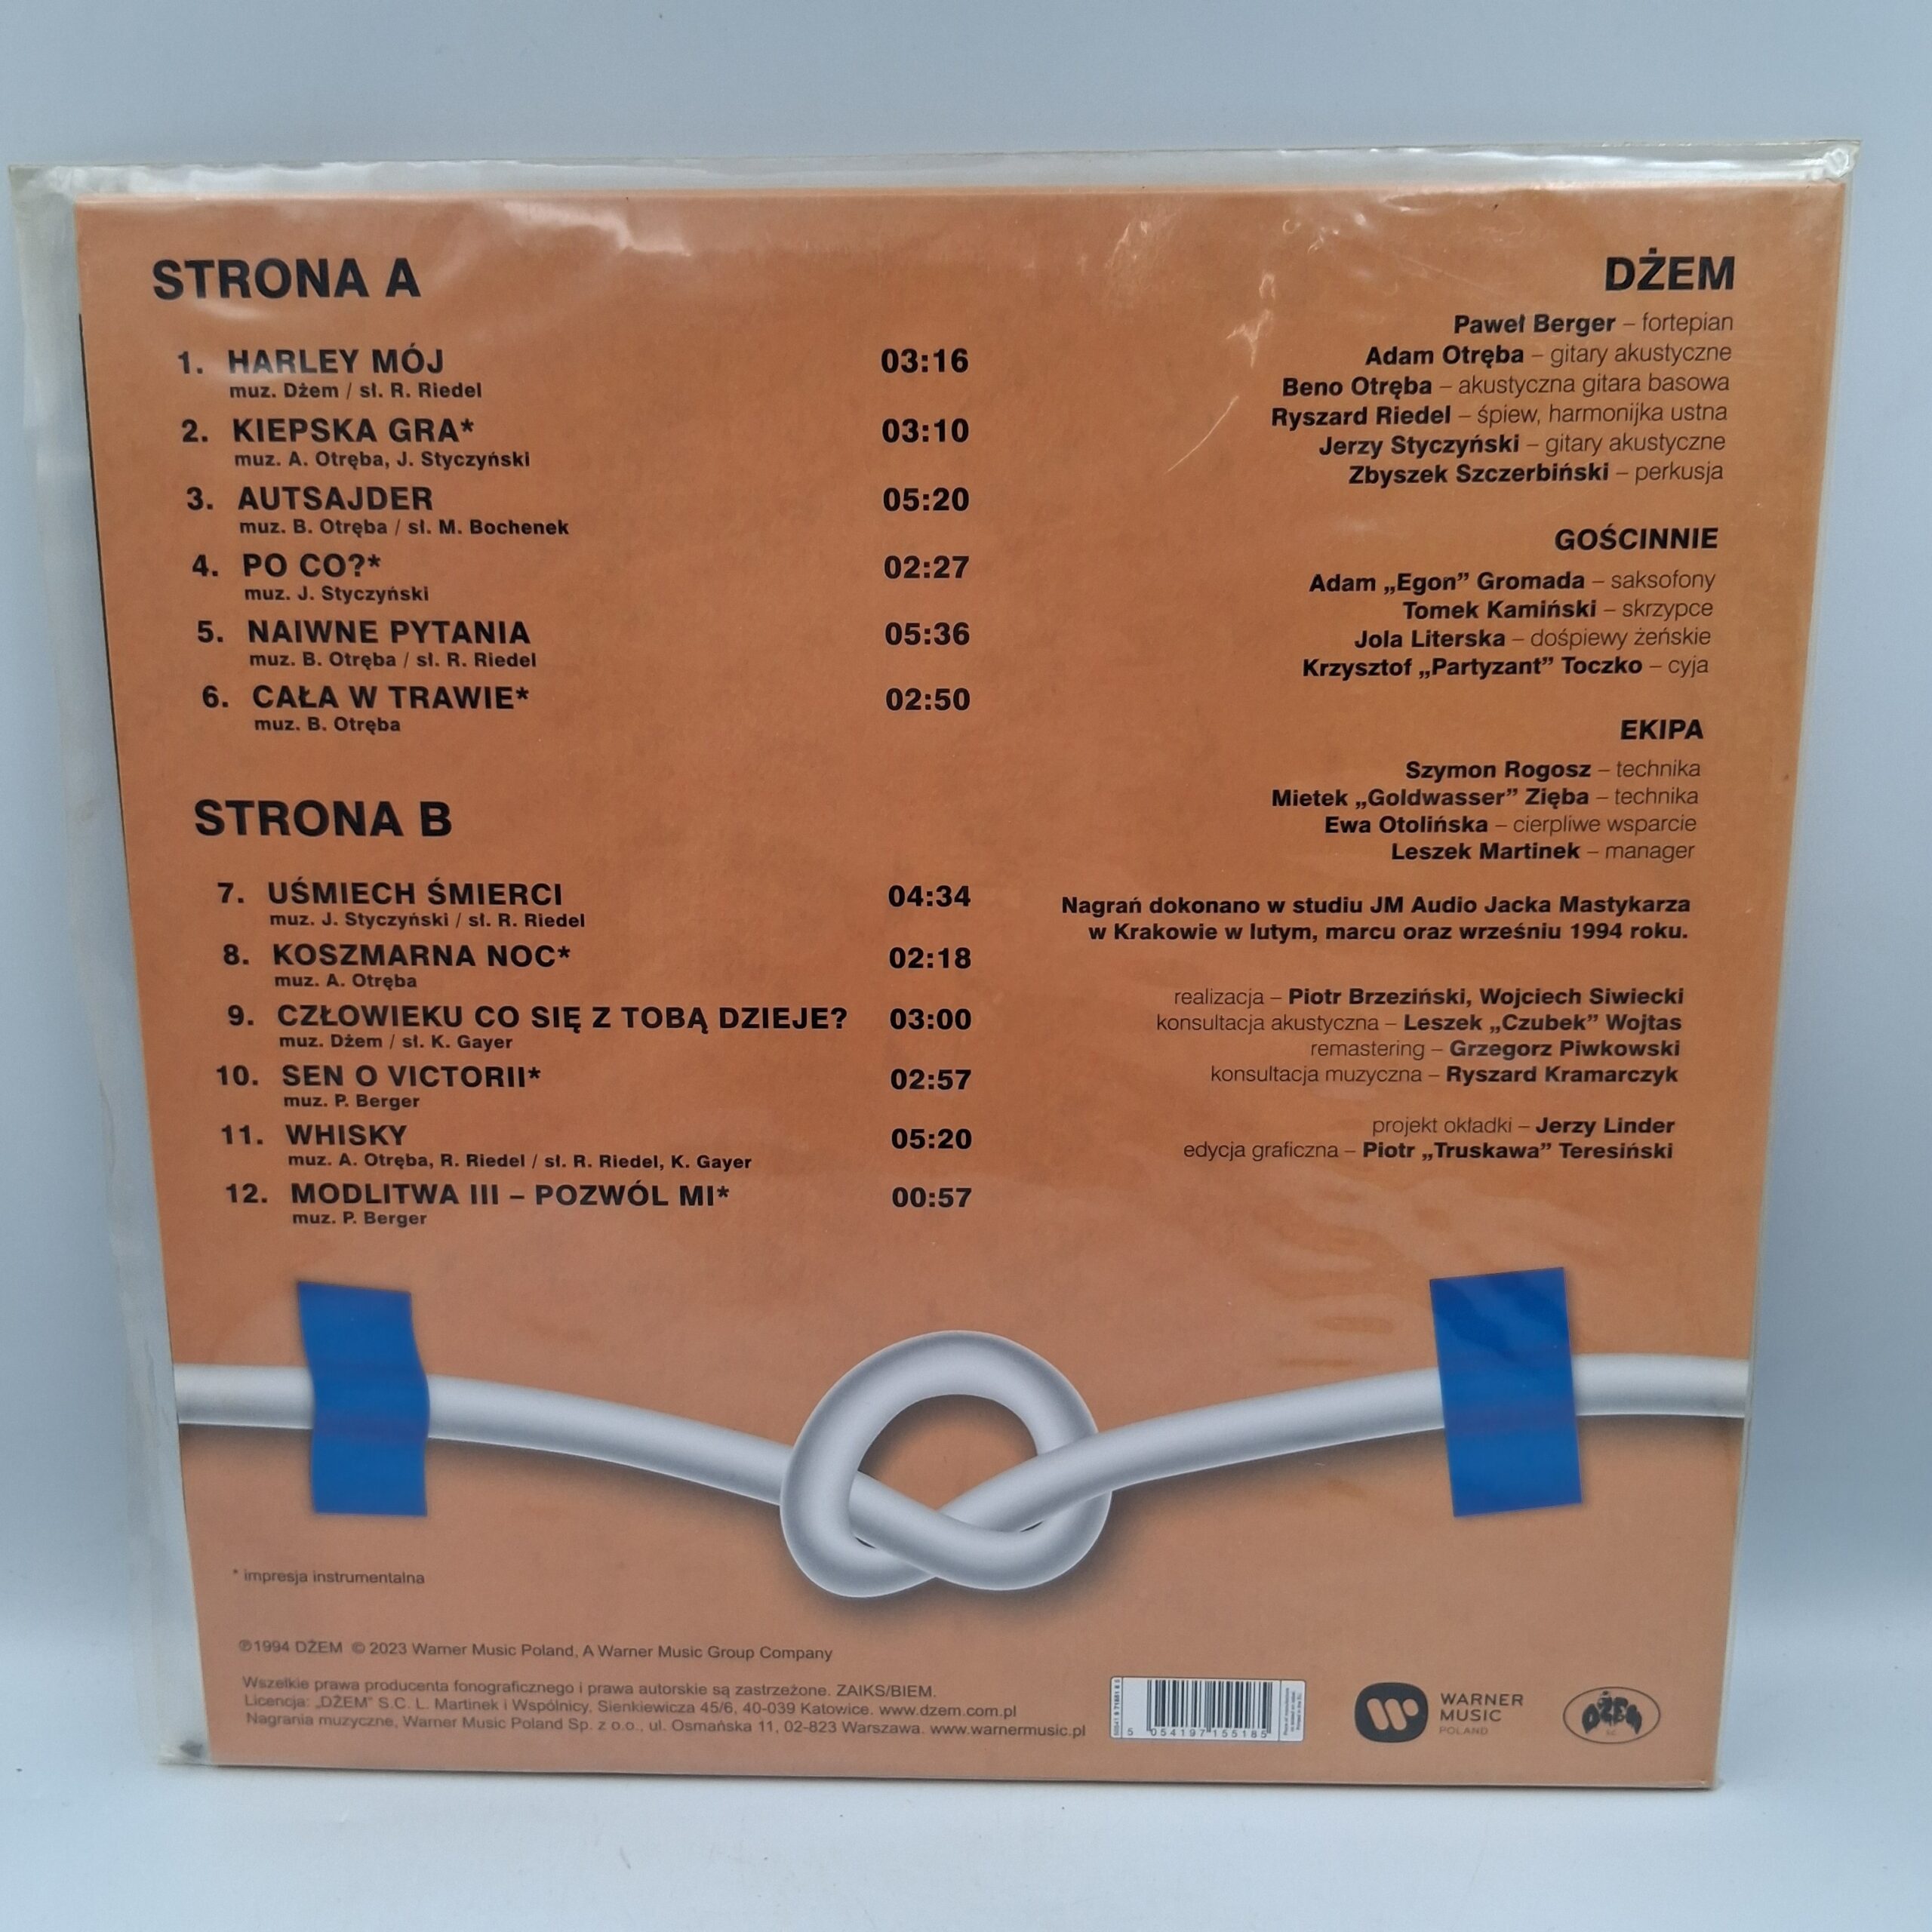 STRONA A
1. HARLEY MÓJ 03:16
muz. Dżem / sł. R. Riedel
2. KIEPSKA GRA* 03:10
muz. A. Otręba, J. Styczyński
3. AUTSAJDER 05:20
muz. B. Otręba / sł. M. Bochenek
4. PO CO?* 02:27
muz. J. Styczyński
5. NAIWNE PYTANIA 05:36
muz. B. Otręba / sł. R. Riedel
6. CAŁA W TRAWIE* 02:50
muz. B. Otręba
STRONA B
7. UŚMIECH ŚMIERCI 04:34
muz. J. Styczyński / sł. R. Riedel
8. KOSZMARNA NOC* 02:18
muz. A. Otręba
9. CZŁOWIEKU CO SIĘ Z TOBĄ DZIEJE? 03:00
muz. Dżem / sł. K. Gayer
10. SEN O VICTORII* 02:57
muz. P. Berger
11. WHISKY 05:20
muz. A. Otręba, R. Riedel / sł. R. Riedel, K. Gayer
12. MODLITWA III – POZWÓL MI* 00:57
muz. P. Berger
DŻEM
Paweł Berger – fortepian
Adam Otręba – gitary akustyczne
Beno Otręba – akustyczna gitara basowa
Ryszard Riedel – śpiew, harmonijka ustna
Jerzy Styczyński – gitary akustyczne
Zbyszek Szczerbiński – perkusja
GOŚCINNIE
Adam „Egon” Gromada – saksofony
Tomek Kamiński – skrzypce
Jola Literska – dośpiewy żeńskie
Krzysztof „Partyzant” Toczko – cyja
EKIPA
Szymon Rogosz – technika
Mietek „Goldwasser” Zięba – technika
Ewa Otolińska – cierpliwe wsparcie
Leszek Martinek – manager
Nagrań dokonano w studiu JM Audio Jacka Mastykarza
w Krakowie w lutym, marcu oraz wrześniu 1994 roku.
realizacja – Piotr Brzeziński, Wojciech Siwiecki
konsultacja akustyczna – Leszek „Czubek” Wojtas
remastering – Grzegorz Piwkowski
konsultacja muzyczna – Ryszard Kramarczyk
projekt okładki – Jerzy Linder
edycja graficzna – Piotr „Truskawa” Teresiński
* impresja instrumentalna
℗1994 DŻEM © 2023 Warner Music Poland, A Warner Music Group Company
Wszelkie prawa producenta fonograficznego i prawa autorskie są zastrzeżone. ZAIKS/BIEM.
Licencja: „DŻEM” S.C. L. Martinek i Wspólnicy, Sienkiewicza 45/6, 40-039 Katowice. www.dzem.com.pl
Nagrania muzyczne, Warner Music Poland Sp. z o.o., ul. Osmańska 11, 02-823 Warszawa. www.warnermusic.pl
5 054197 155185
WARNER
MUSIC
POLAND
DŻEM